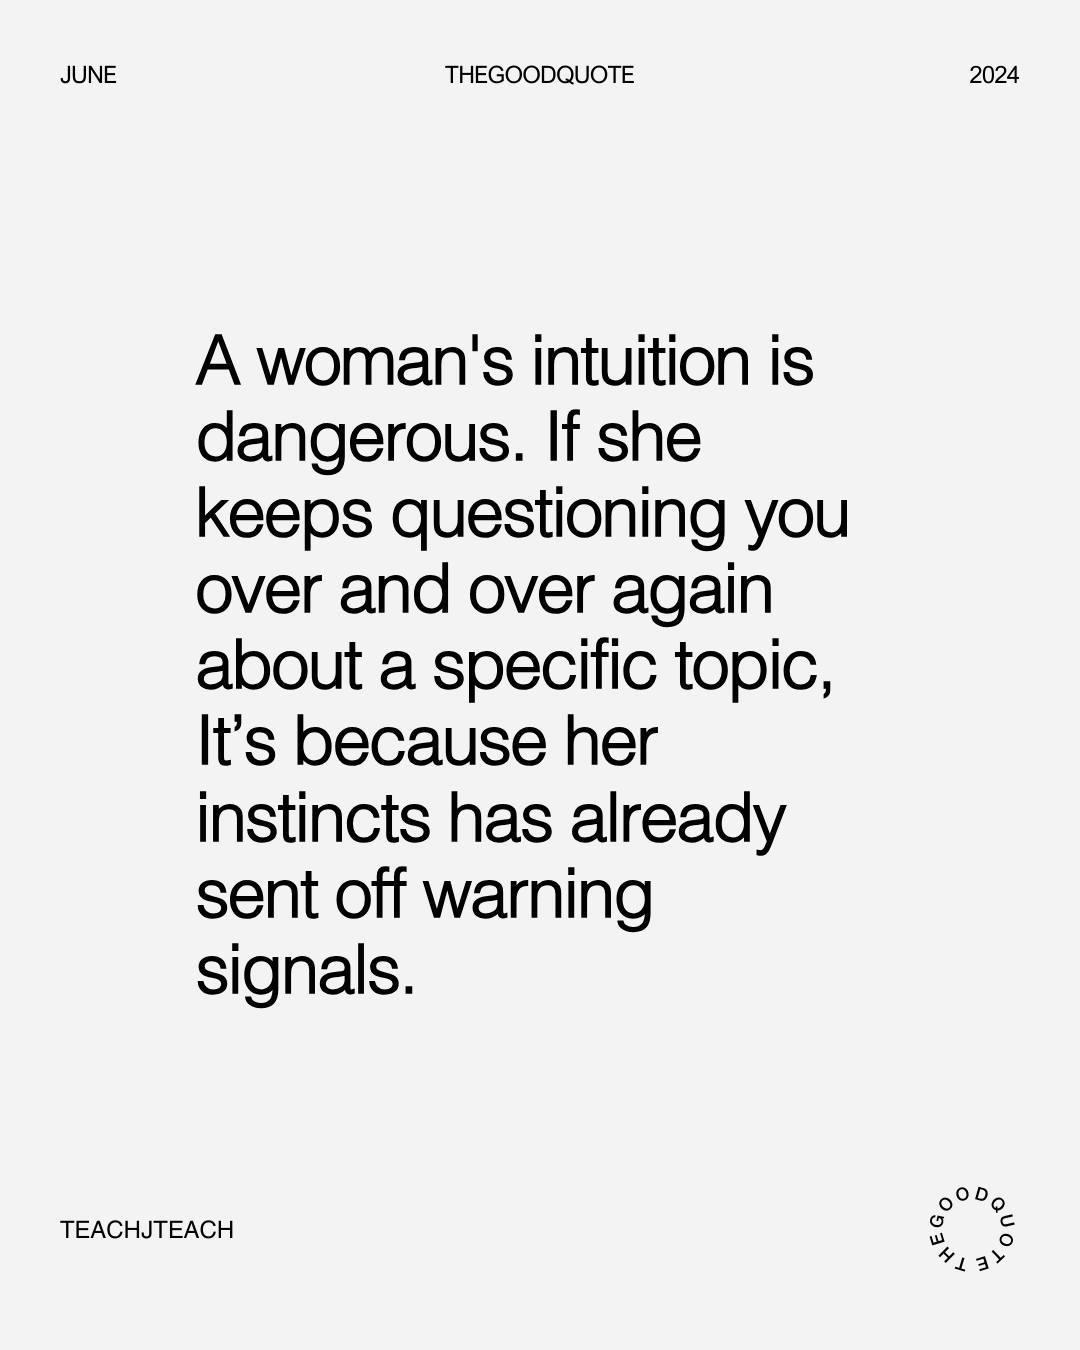 JUNE
THEGOODQUOTE
2024
A woman's intuition is
dangerous. If she
keeps questioning you
over and over again
about a specific topic,
It’s because her
instincts has already
sent off warning
signals.
TEACHJTEACH
THEGOODQUOTE